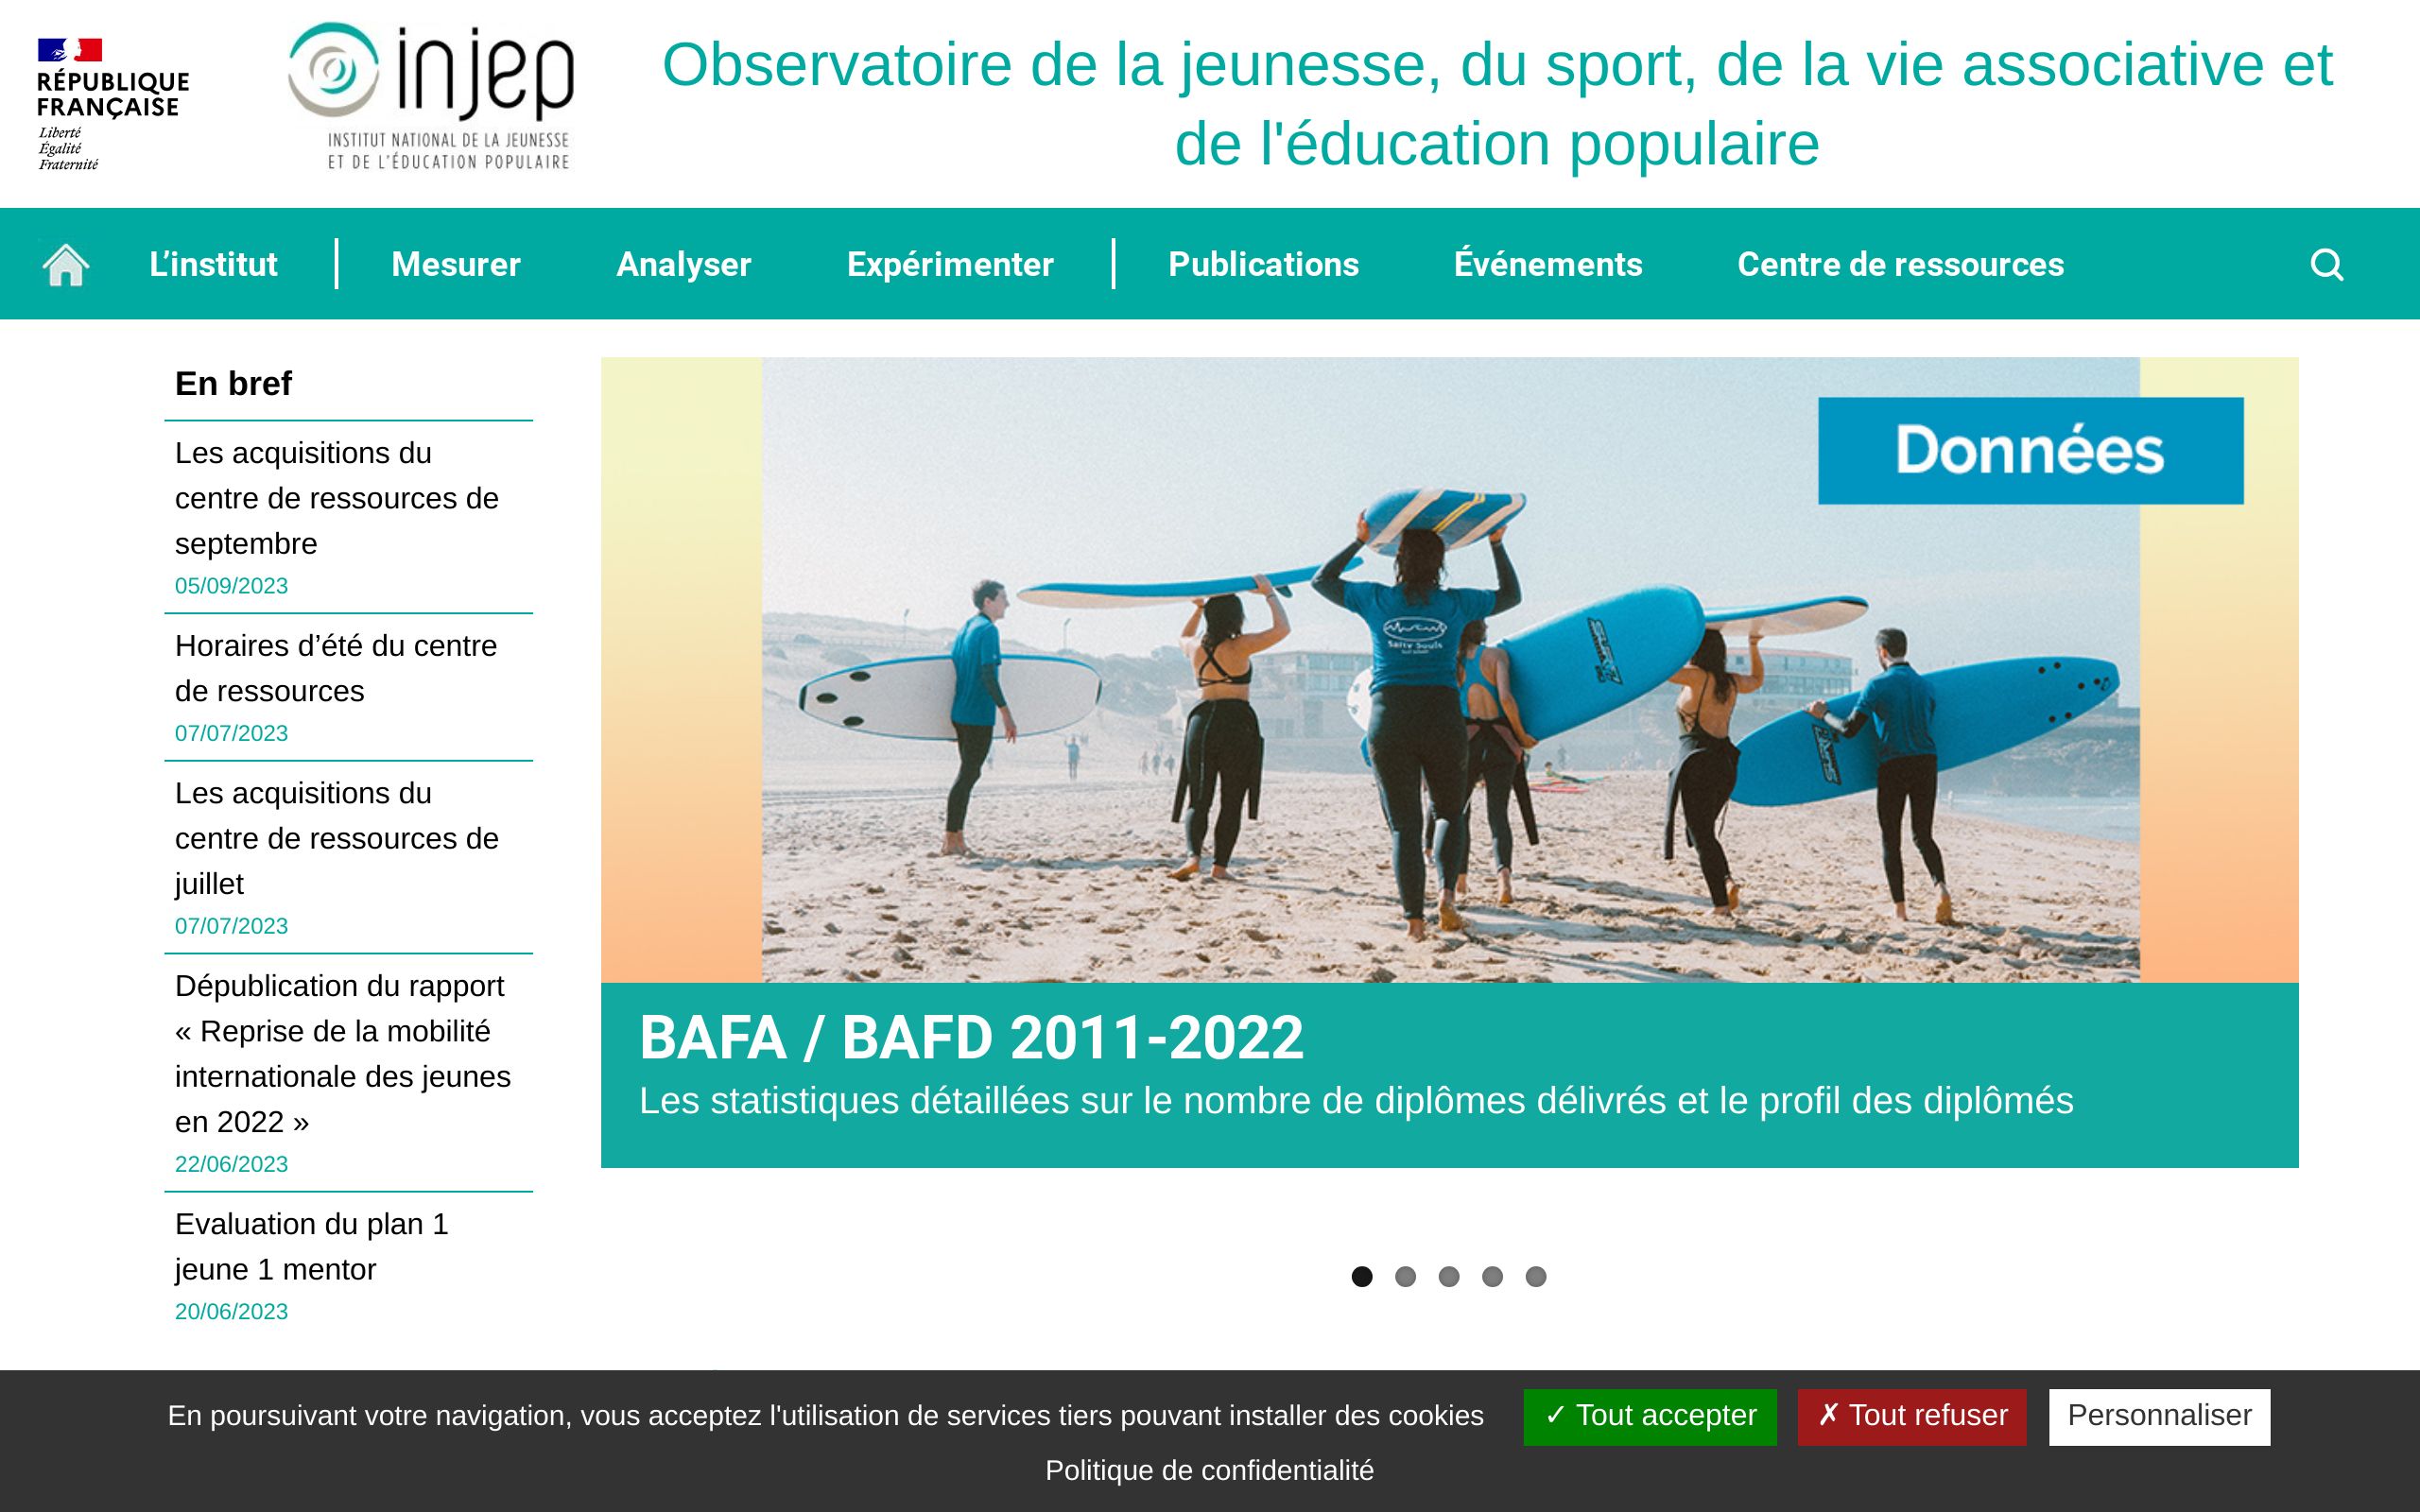 RÉPUBLIQUE
FRANÇAISE
Liberté
Égalité
Fraternité
injep
INSTITUT NATIONAL DE LA JEUNESSE
ET DE L'ÉDUCATION POPULAIRE
Observatoire de la jeunesse, du sport, de la vie associative et
de l'éducation populaire
L’institut
Mesurer
Analyser
Expérimenter
Publications
Événements
Centre de ressources
En bref
Les acquisitions du
centre de ressources de
septembre
05/09/2023
Horaires d’été du centre
de ressources
07/07/2023
Les acquisitions du
centre de ressources de
juillet
07/07/2023
Dépublication du rapport
« Reprise de la mobilité
internationale des jeunes
en 2022 »
22/06/2023
Evaluation du plan 1
jeune 1 mentor
20/06/2023
Données
Salty Souls
BAFA / BAFD 2011-2022
Les statistiques détaillées sur le nombre de diplômes délivrés et le profil des diplômés
En poursuivant votre navigation, vous acceptez l'utilisation de services tiers pouvant installer des cookies
✓ Tout accepter
✗ Tout refuser
Personnaliser
Politique de confidentialité